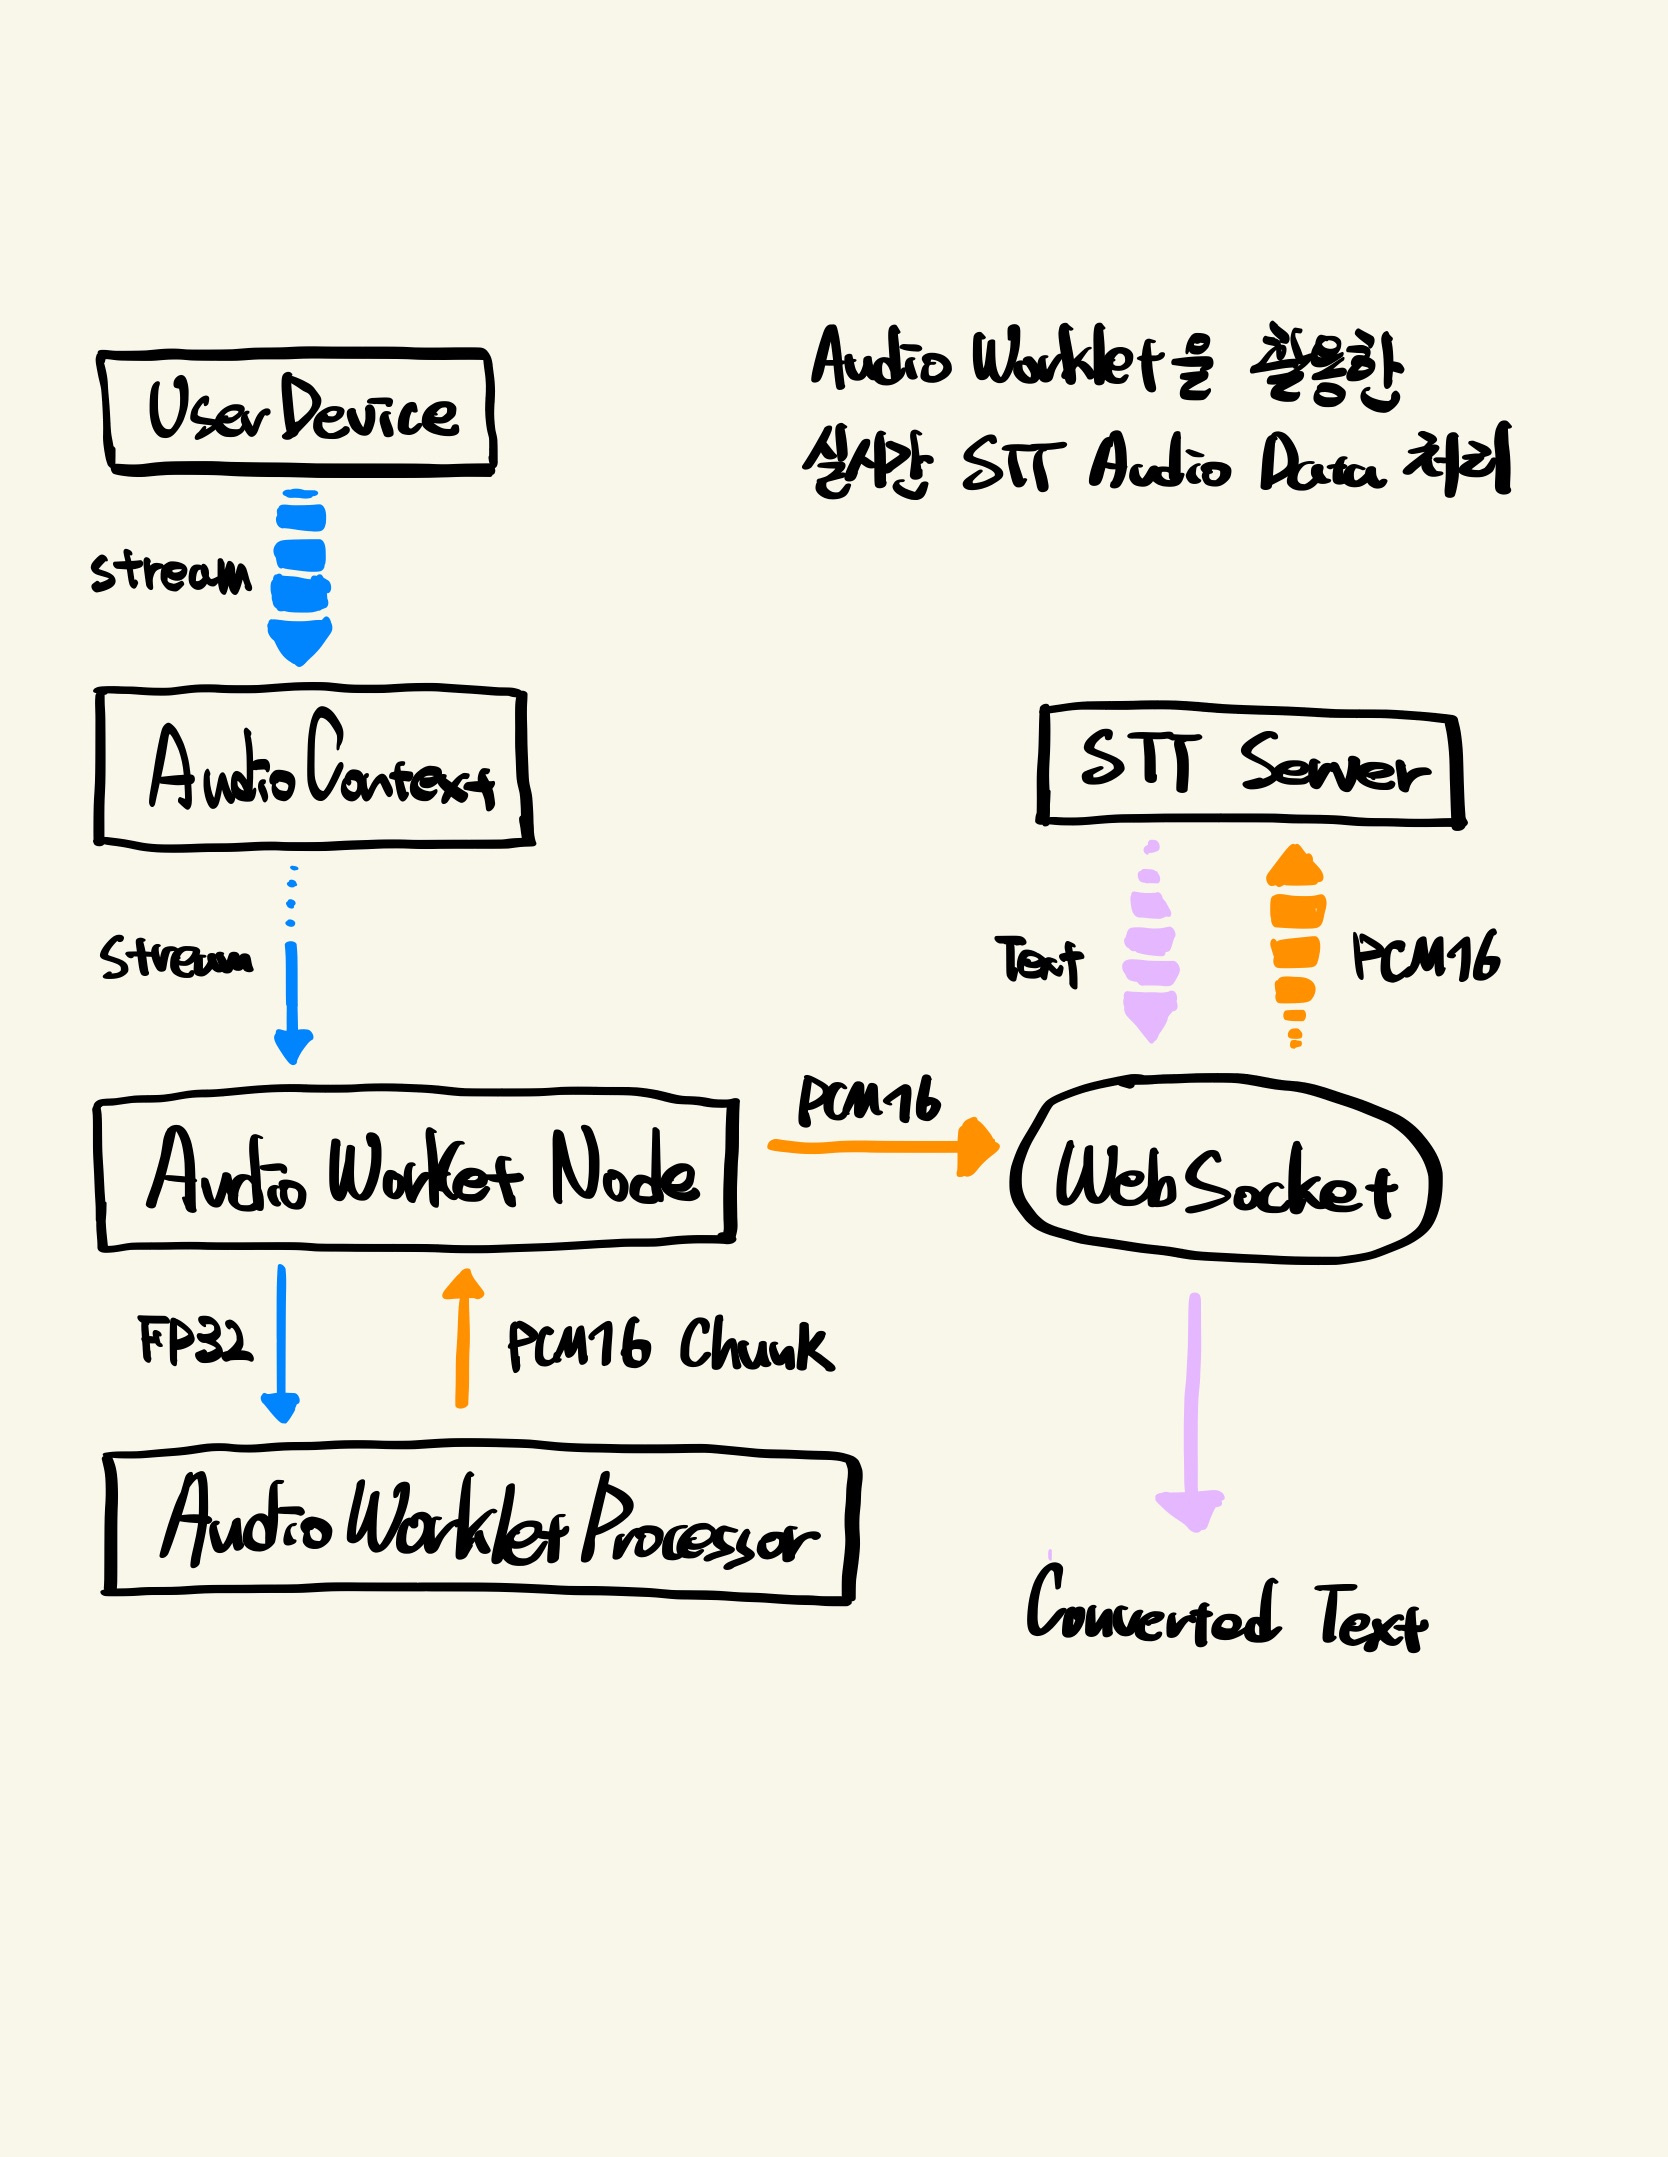 Audio Worklet을 활용한
실시간 STT Audio Data 처리
User Device
stream
Audio Context
Stream
Audio Worket Node
FP32
PCM16 Chunk
Audio Worklet Processor
PCM16
STT Server
Text
PCM16
WebSocket
Converted Text